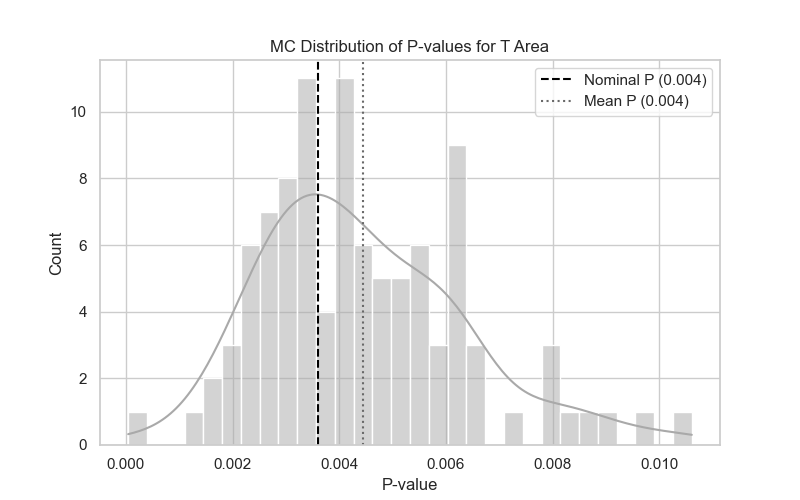 MC Distribution of P-values for T Area
Nominal P (0.004)
Mean P (0.004)
10
8
6
4
2
0
Count
0.000 0.002 0.004 0.006 0.008 0.010
P-value